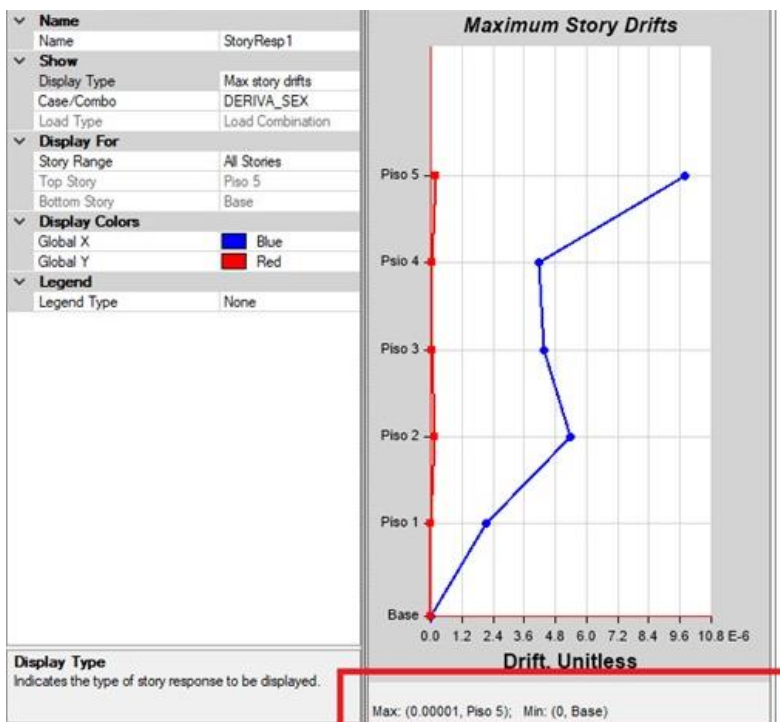 Name
Name StoryResp1
Show
Display Type Max story drifts
Case/Combo DERIVA_SEX
Load Type Load Combination
Display For
Story Range All Stories
Top Story Piso 5
Bottom Story Base
Display Colors
Global X Blue
Global Y Red
Legend
Legend Type None
Display Type
Indicates the type of story response to be displayed.
Maximum Story Drifts
Piso 5
Psio 4
Piso 3
Piso 2
Piso 1
Base
0.0 1.2 2.4 3.6 4.8 6.0 7.2 8.4 9.6 10.8 E-6
Drift. Unitless
Max: (0.00001, Piso 5); Min: (0, Base)